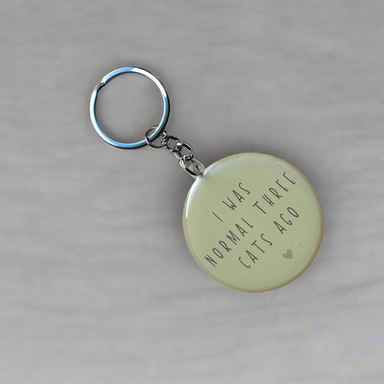 I WAS
NORMAL THREE
CATS AGO